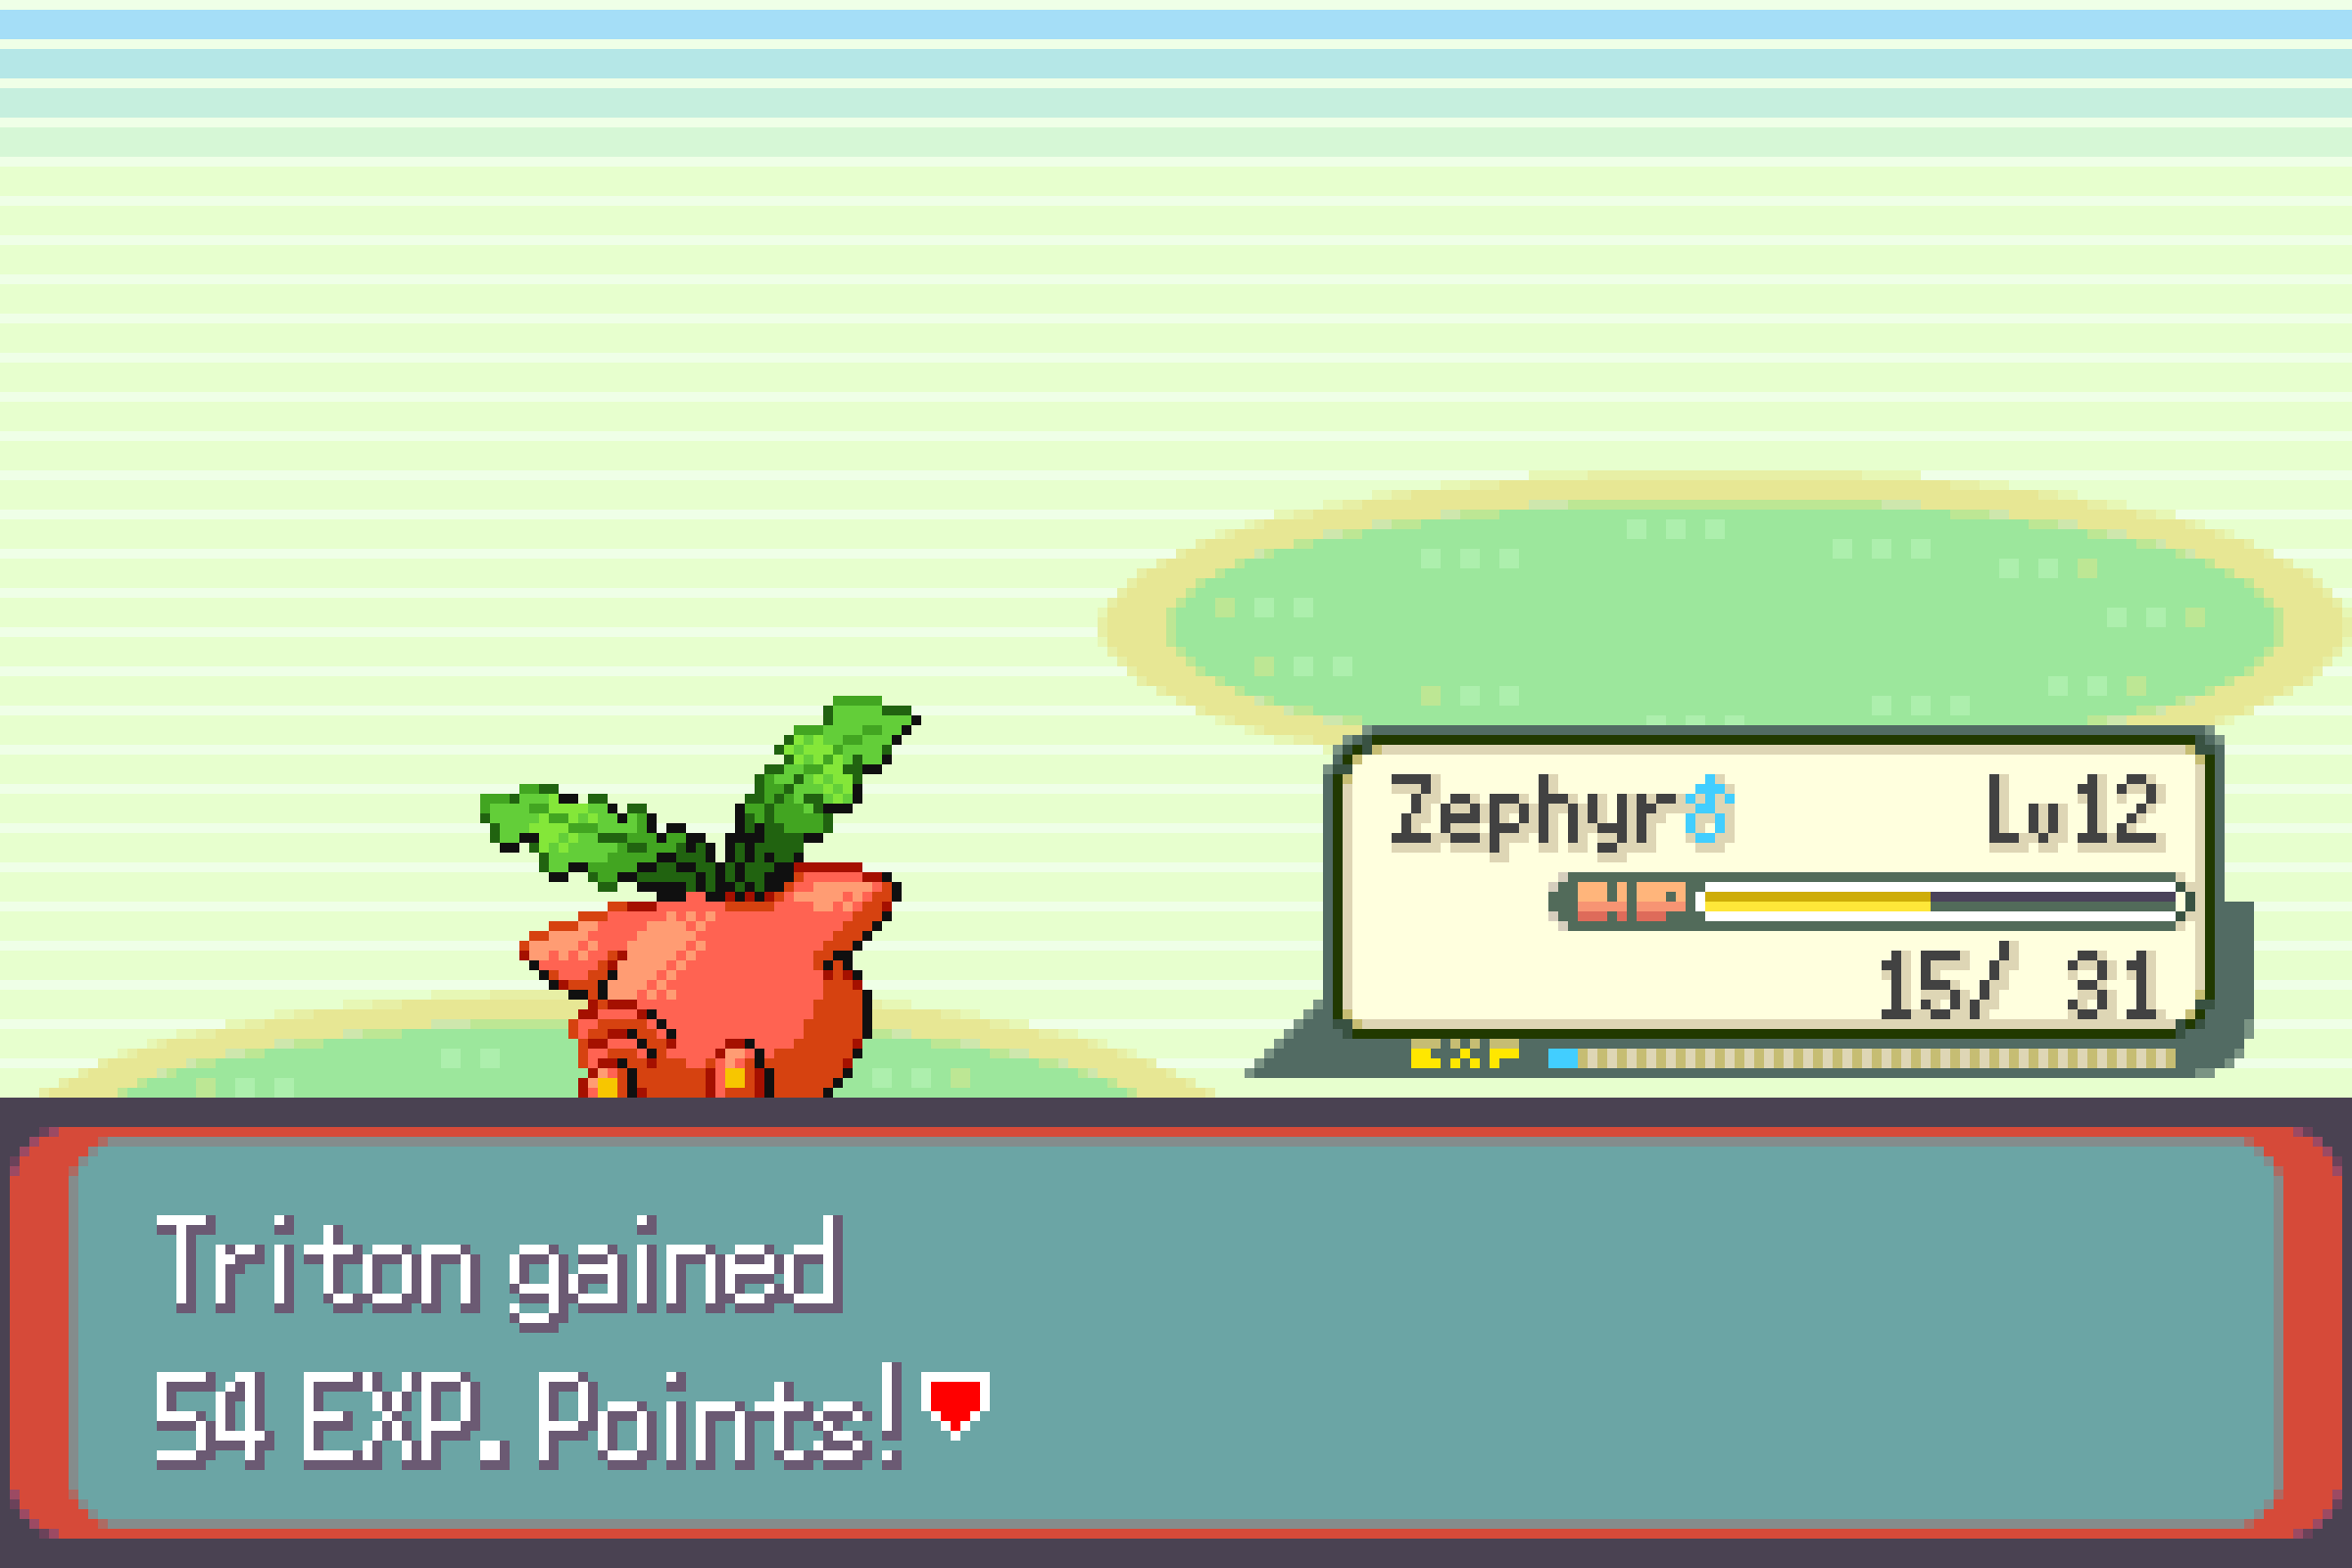 Zephyr♂ Lv12
HP
15/ 31
EXP
Triton gained
54 EXP. Points!